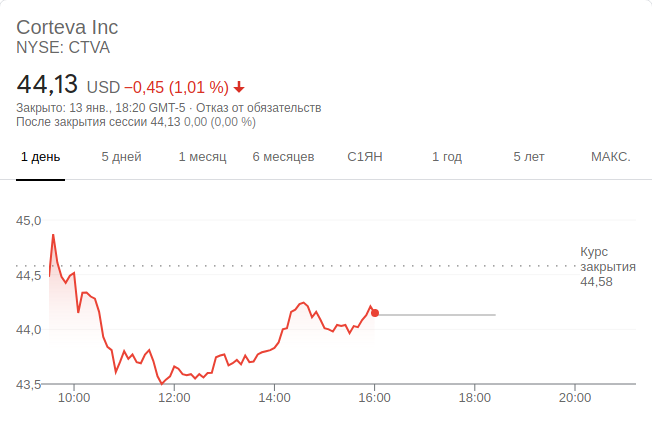 Corteva Inc
NYSE: CTVA
44,13 USD −0,45 (1,01 %)
Закрыто: 13 янв., 18:20 GMT-5 · Отказ от обязательств
После закрытия сессии 44,13 0,00 (0,00 %)
1 день 5 дней 1 месяц 6 месяцев С1ЯН 1 год 5 лет МАКС.
45,0
Курс
закрытия
44,58
44,5
44,0
43,5
10:00 12:00 14:00 16:00 18:00 20:00